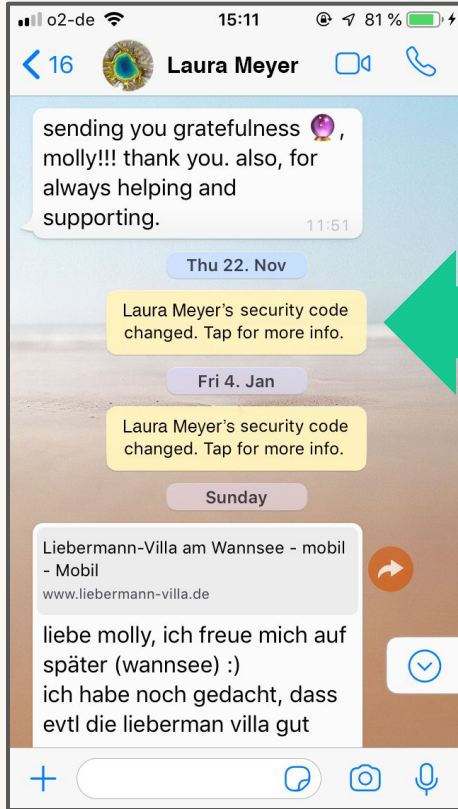 o2-de 15:11 81 %
16 Laura Meyer
sending you gratefulness 🔮,
molly!!! thank you. also, for
always helping and
supporting.
11:51
Thu 22. Nov
Laura Meyer's security code
changed. Tap for more info.
Fri 4. Jan
Laura Meyer's security code
changed. Tap for more info.
Sunday
Liebermann-Villa am Wannsee - mobil
- Mobil
www.liebermann-villa.de
liebe molly, ich freue mich auf
später (wannsee) :)
ich habe noch gedacht, dass
evtl die lieberman villa gut